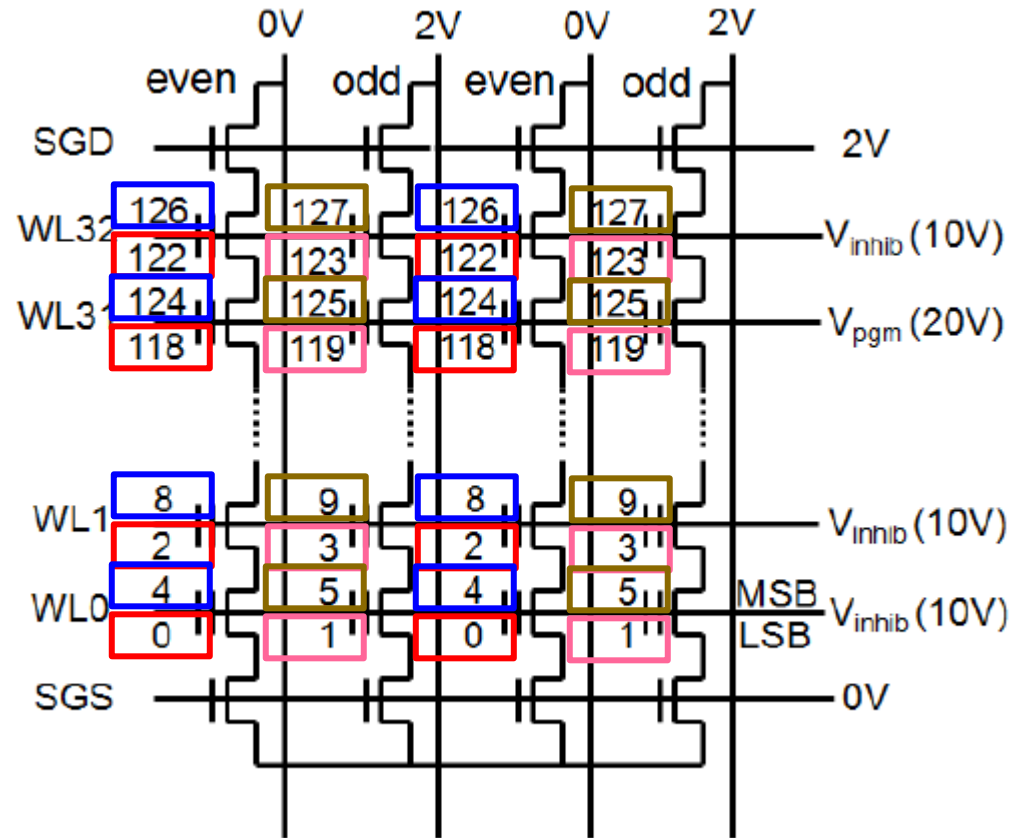 0V 2V 0V 2V
even odd even odd
SGD 2V
126 127 126 127
WL32 Vinhib (10V)
122 123 122 123
124 125 124 125
WL31 Vpgm (20V)
118 119 118 119
8 9 8 9
WL1 Vinhib (10V)
2 3 2 3
4 5 4 5 MSB
WL0 Vinhib (10V)
0 1 0 1 LSB
SGS 0V